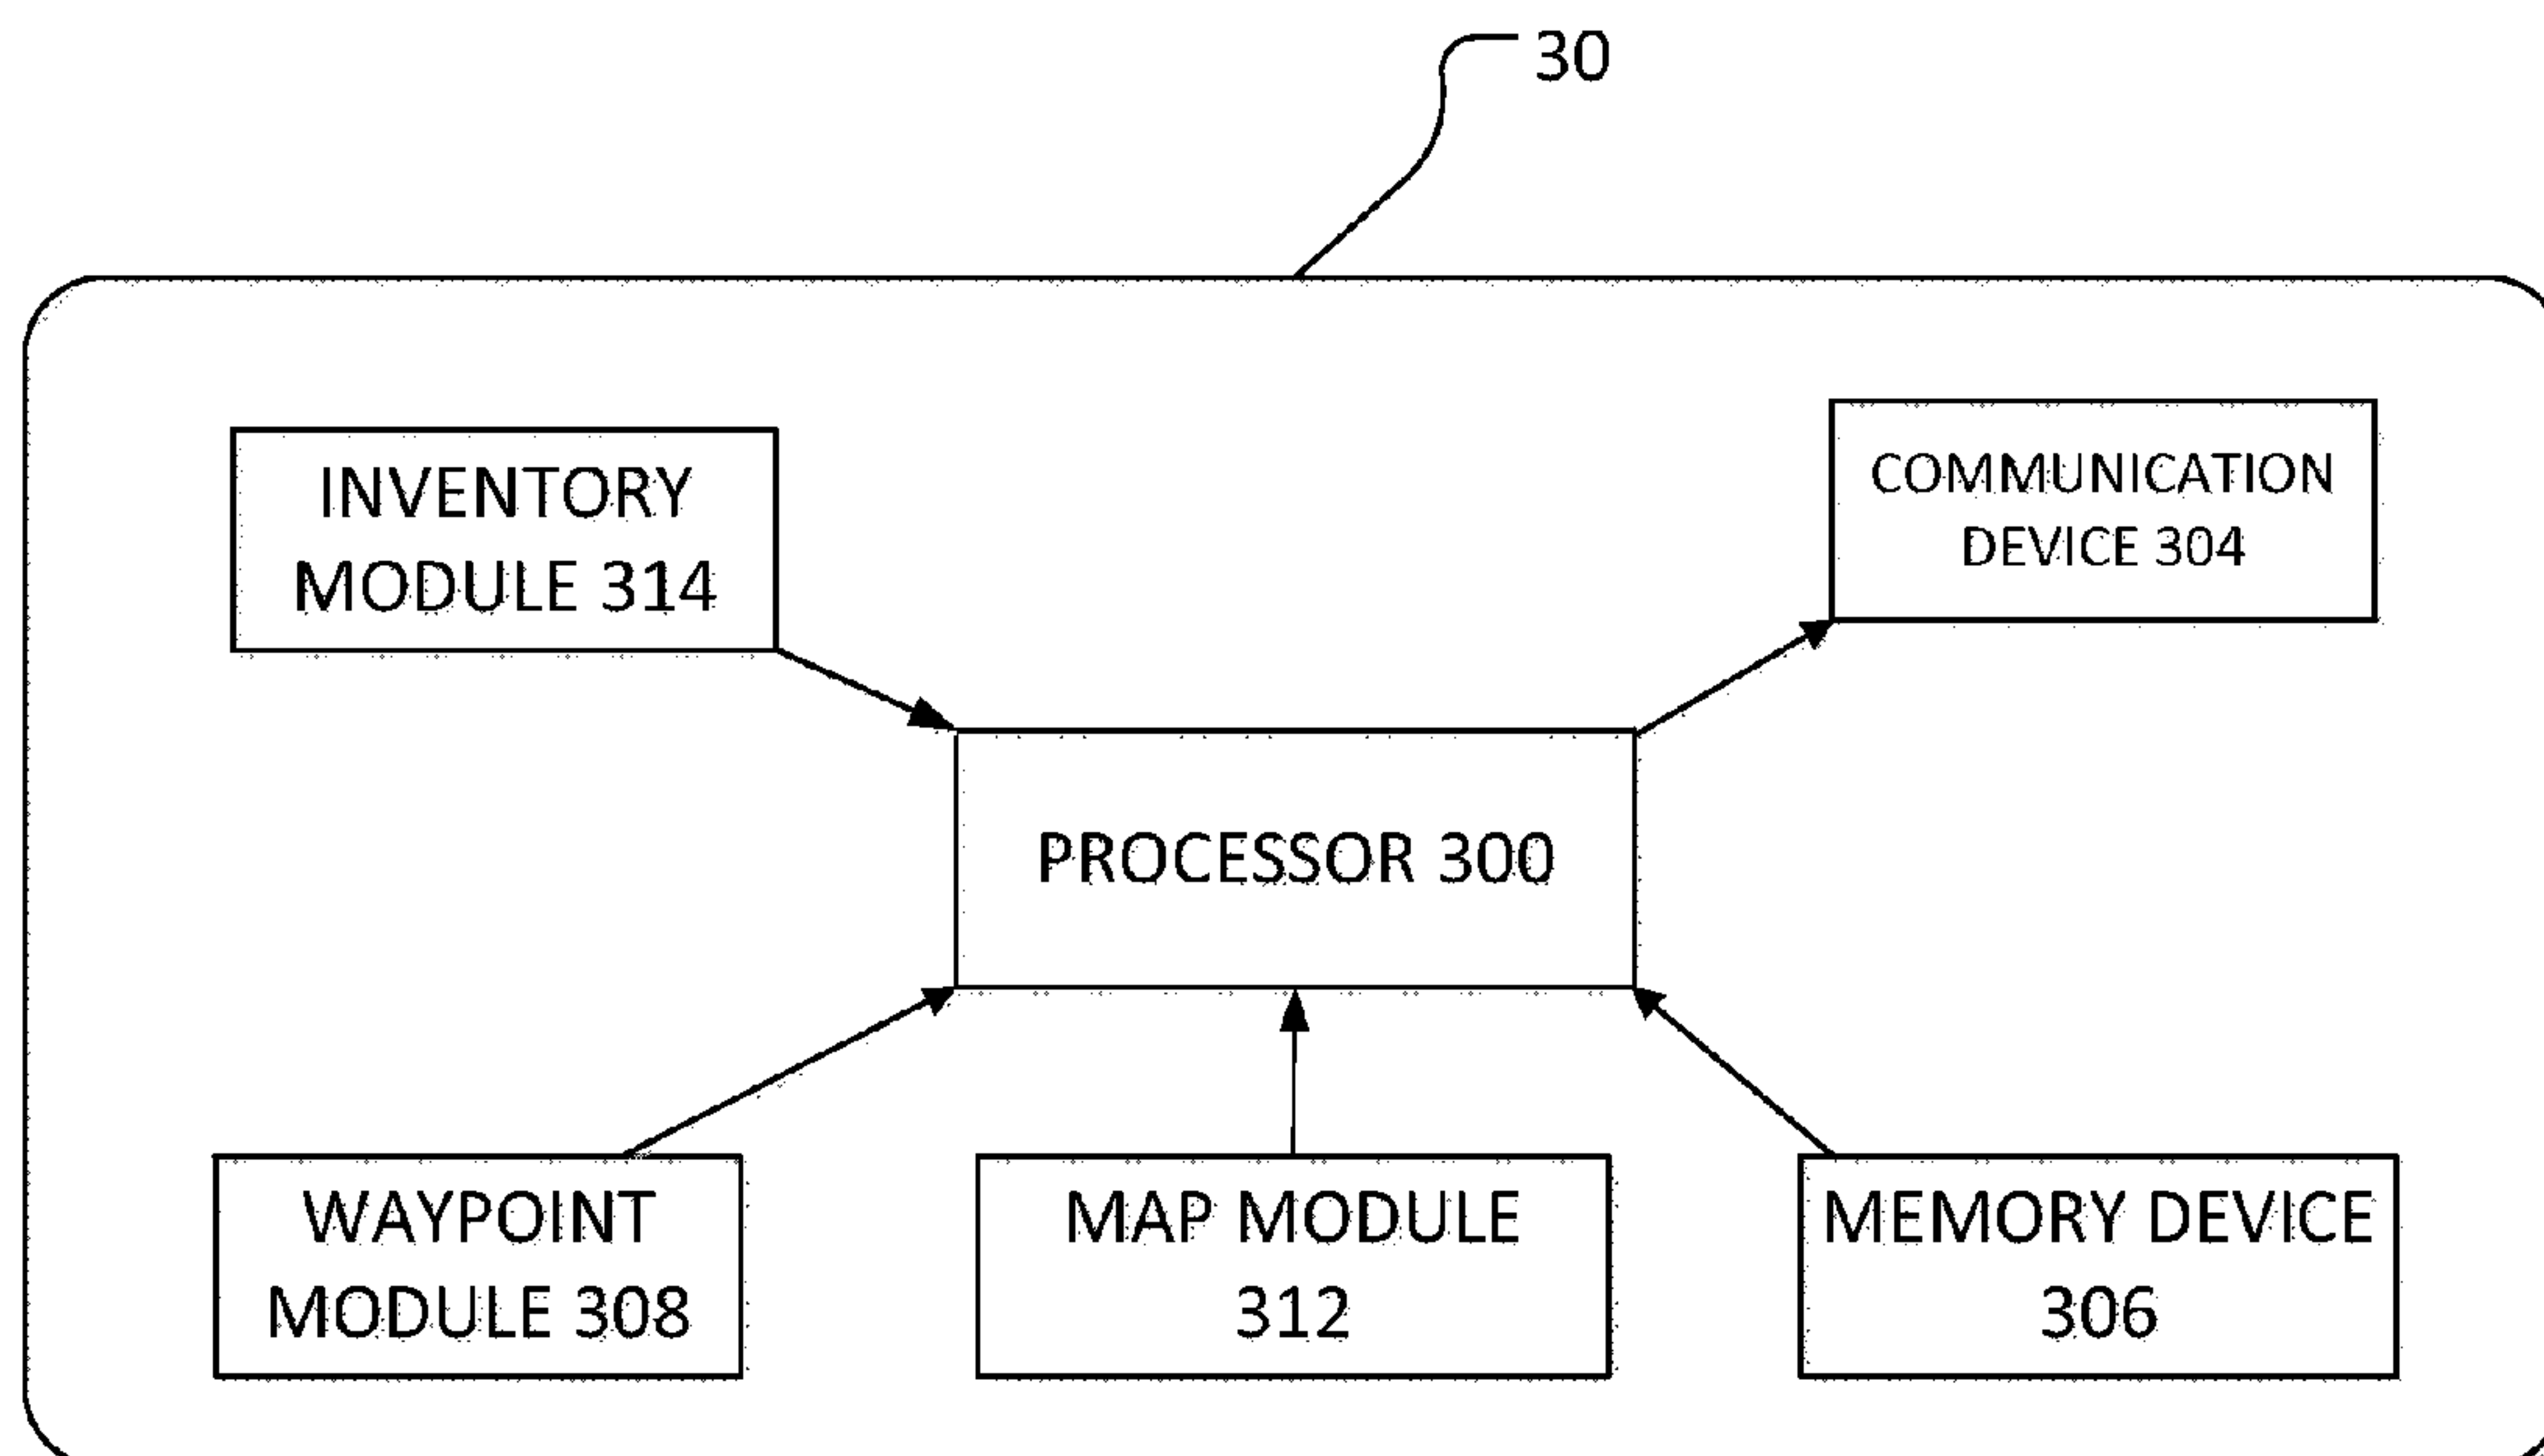 30
INVENTORY
MODULE 314
COMMUNICATION
DEVICE 304
PROCESSOR 300
WAYPOINT
MODULE 308
MAP MODULE
312
MEMORY DEVICE
306